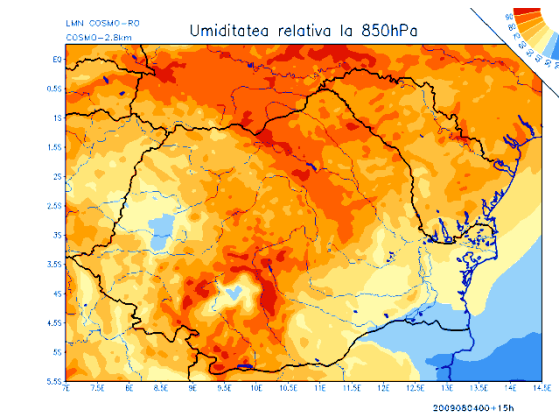 LMN COSMO-RO
COSMO-2.8km
Umiditatea relativa la 850hPa
EQ
0.5S
1S
1.5S
2S
2.5S
3S
3.5S
4S
4.5S
5S
5.5S
7E 7.5E 8E 8.5E 9E 9.5E 10E 10.5E 11E 11.5E 12E 12.5E 13E 13.5E 14E 14.5E